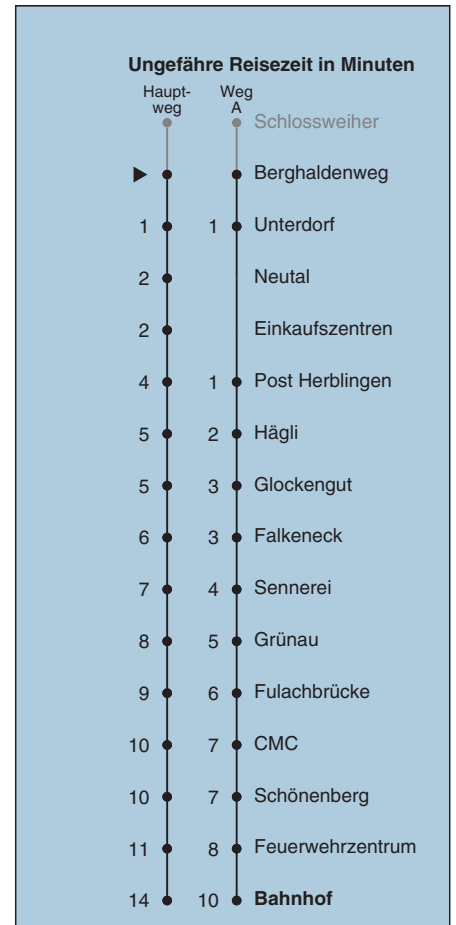 Ungefähre Reisezeit in Minuten
Haupt- Weg
weg A
Schlossweiher
Berghaldenweg
1 1 Unterdorf
2 Neutal
2 Einkaufszentren
4 1 Post Herblingen
5 2 Hägli
5 3 Glockengut
6 3 Falkeneck
7 4 Sennerei
8 5 Grünau
9 6 Fulachbrücke
10 7 CMC
10 7 Schönenberg
11 8 Feuerwehrzentrum
14 10 Bahnhof